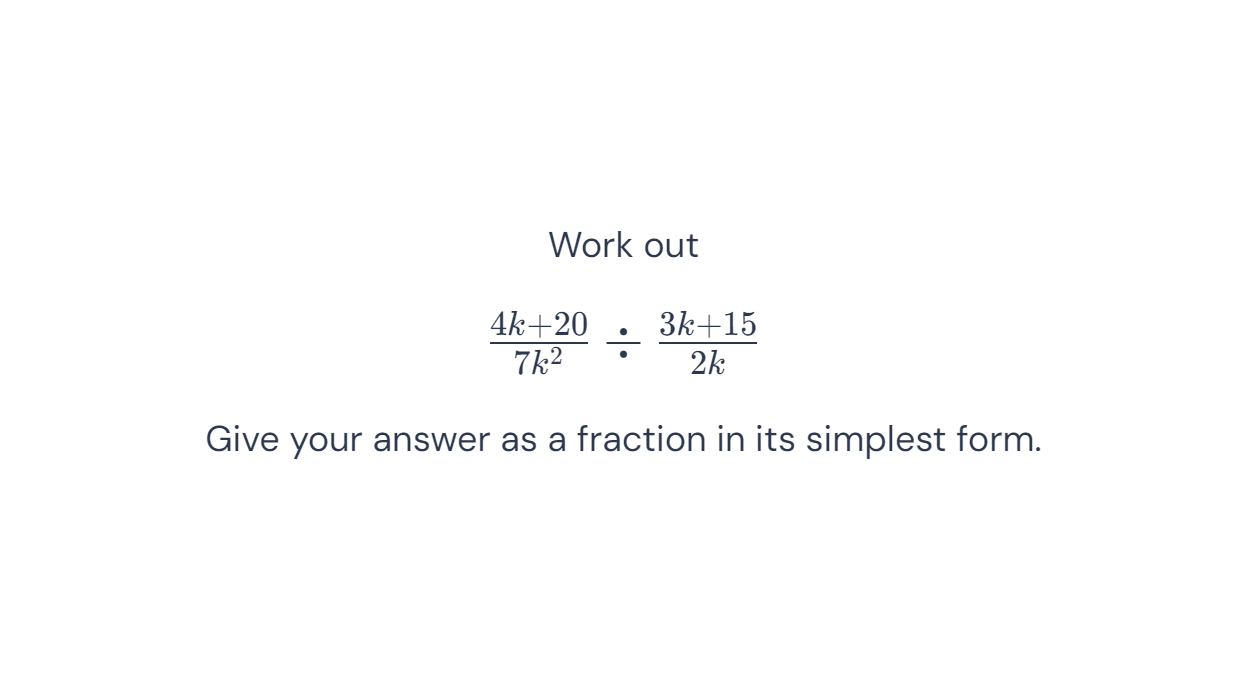 Work out
\frac{4k+20}{7k^2} \div \frac{3k+15}{2k}
Give your answer as a fraction in its simplest form.